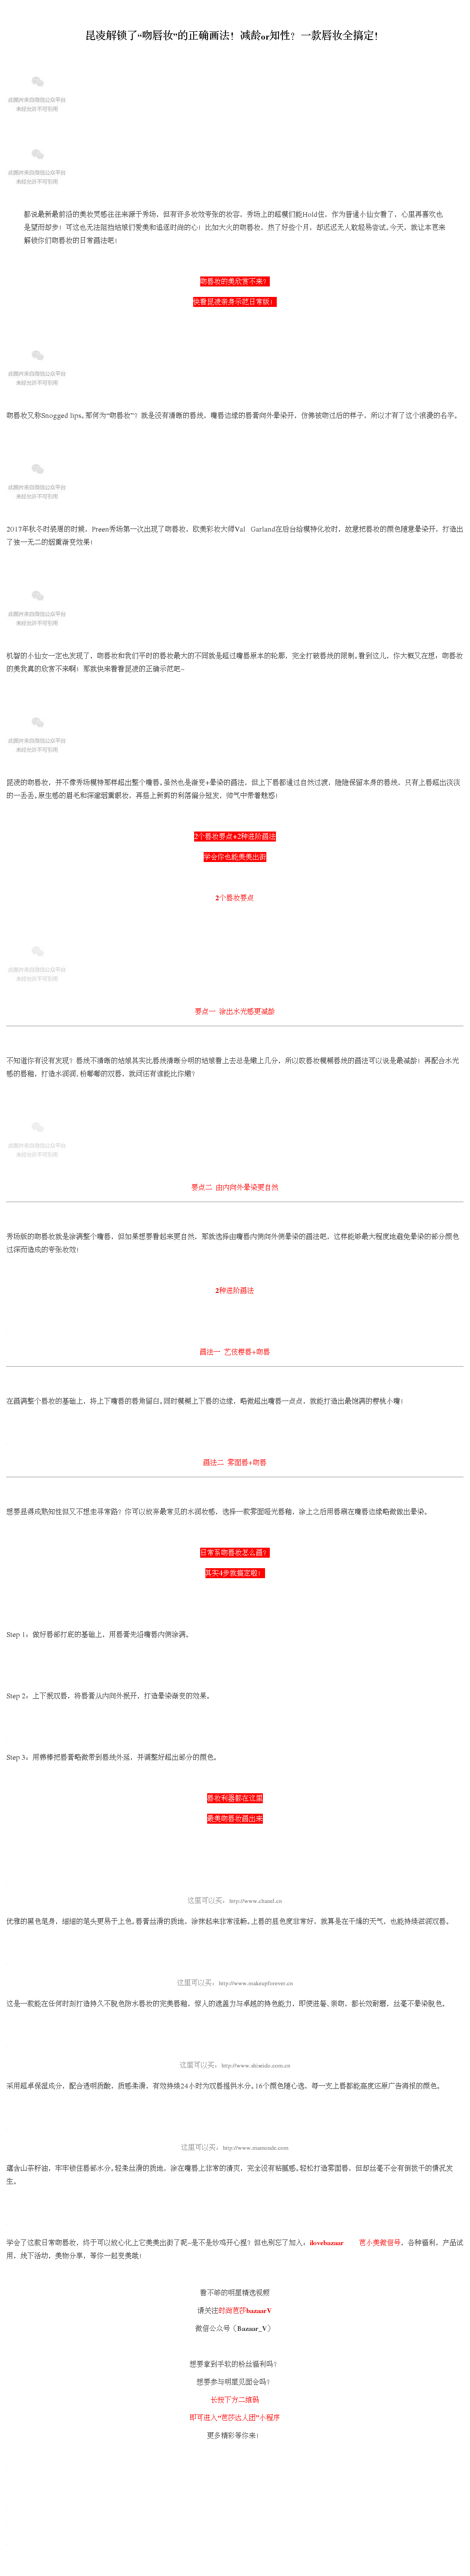 昆凌解锁了“吻唇妆”的正确画法！减龄or知性？一款唇妆全搞定！
此图片来自微信公众平台
未经允许不可引用
此图片来自微信公众平台
未经允许不可引用
都说最新最前沿的美妆灵感往往来源于秀场，但有许多妆效夸张的妆容，秀场上的超模们能Hold住，作为普通小仙女看了，心里再喜欢也
是望而却步！可这也无法阻挡姑娘们爱美和追逐时尚的心！比如大火的吻唇妆，热了好些个月，却迟迟无人敢轻易尝试。今天，就让本芭来
解锁你们吻唇妆的日常画法吧！
吻唇妆的美欣赏不来？
快看昆凌亲身示范日常版！
此图片来自微信公众平台
未经允许不可引用
吻唇妆又称Snogged lips。那何为“吻唇妆”？就是没有清晰的唇线，嘴唇边缘的唇膏向外晕染开，仿佛被吻过后的样子，所以才有了这个浪漫的名字。
此图片来自微信公众平台
未经允许不可引用
2017年秋冬时装周的时候，Preen秀场第一次出现了吻唇妆，欧美彩妆大师Val Garland在后台给模特化妆时，故意把唇妆的颜色随意晕染开，打造出
了独一无二的烟熏渐变效果！
此图片来自微信公众平台
未经允许不可引用
机智的小仙女一定也发现了，吻唇妆和我们平时的唇妆最大的不同就是超过嘴唇原本的轮廓，完全打破唇线的限制。看到这儿，你大概又在想，吻唇妆
的美我真的欣赏不来啊！那就快来看看昆凌的正确示范吧~
此图片来自微信公众平台
未经允许不可引用
昆凌的吻唇妆，并不像秀场模特那样超出整个嘴唇。虽然也是渐变+晕染的画法，但上下唇都通过自然过渡，隐隐保留本身的唇线，只有上唇超出淡淡
的一丢丢。原生感的眉毛和深邃烟熏眼妆，再搭上新剪的利落偏分短发，帅气中带着魅惑！
2个唇妆要点+2种进阶画法
学会你也能美美出街
2个唇妆要点
此图片来自微信公众平台
未经允许不可引用
要点一 涂出水光感更减龄
不知道你有没有发现？唇线不清晰的姑娘其实比唇线清晰分明的姑娘看上去总是嫩上几分，所以吹唇妆模糊唇线的画法可以说是最减龄！再配合水光
感的唇釉，打造水润润、粉嘟嘟的双唇，就问还有谁能比你嫩？
此图片来自微信公众平台
未经允许不可引用
要点二 由内向外晕染更自然
秀场版的吻唇妆就是涂满整个嘴唇，但如果想要看起来更自然，那就选择由嘴唇内侧向外侧晕染的画法吧，这样能够最大程度地避免晕染的部分颜色
过深而造成的夸张妆效！
2种进阶画法
画法一 艺伎樱唇+吻唇
在画满整个唇妆的基础上，将上下嘴唇的唇角留白。同时模糊上下唇的边缘，略微超出嘴唇一点点，就能打造出最饱满的樱桃小嘴！
画法二 雾面唇+吻唇
想要显得成熟知性但又不想走寻常路？你可以放弃最常见的水润妆感，选择一款雾面哑光唇釉，涂上之后用唇刷在嘴唇边缘略微做出晕染。
日常系吻唇妆怎么画？
其实4步就搞定啦！
Step 1：做好唇部打底的基础上，用唇膏先沿嘴唇内侧涂满。
Step 2：上下抿双唇，将唇膏从内向外抿开，打造晕染渐变的效果。
Step 3：用棉棒把唇膏略微带到唇线外延，并调整好超出部分的颜色。
唇妆利器都在这里
最美吻唇妆画出来
这里可以买：http://www.chanel.cn
优雅的黑色笔身，细细的笔头更易于上色。唇膏丝滑的质地，涂抹起来非常流畅。上唇的显色度非常好，就算是在干燥的天气，也能持续滋润双唇。
这里可以买：http://www.makeupforever.cn
这是一款能在任何时刻打造持久不脱色防水唇妆的完美唇釉，惊人的遮盖力与卓越的持色能力，即使进餐、亲吻，都长效耐磨，丝毫不晕染脱色。
这里可以买：http://www.shiseido.com.cn
采用超卓保湿成分，配合透明质酸，质感柔滑，有效持续24小时为双唇提供水分。16个颜色随心选，每一支上唇都能高度还原广告海报的颜色。
这里可以买：http://www.mamonde.com
蕴含山茶籽油，牢牢锁住唇部水分。轻柔丝滑的质地，涂在嘴唇上非常的清爽，完全没有粘腻感。轻松打造雾面唇，但却丝毫不会有倒拔干的情况发
生。
学会了这款日常吻唇妆，终于可以放心化上它美美出街了呢~是不是炒鸡开心捏？但也别忘了加入：ilovebazaar 芭小美微信号，各种福利，产品试
用，线下活动，美物分享，等你一起变美哦！
看不够的明星精选视频
请关注时尚芭莎bazaarV
微信公众号（Bazaar_V）
想要拿到手软的粉丝福利吗？
想要参与明星见面会吗？
长按下方二维码
即可进入“芭莎达人团”小程序
更多精彩等你来！